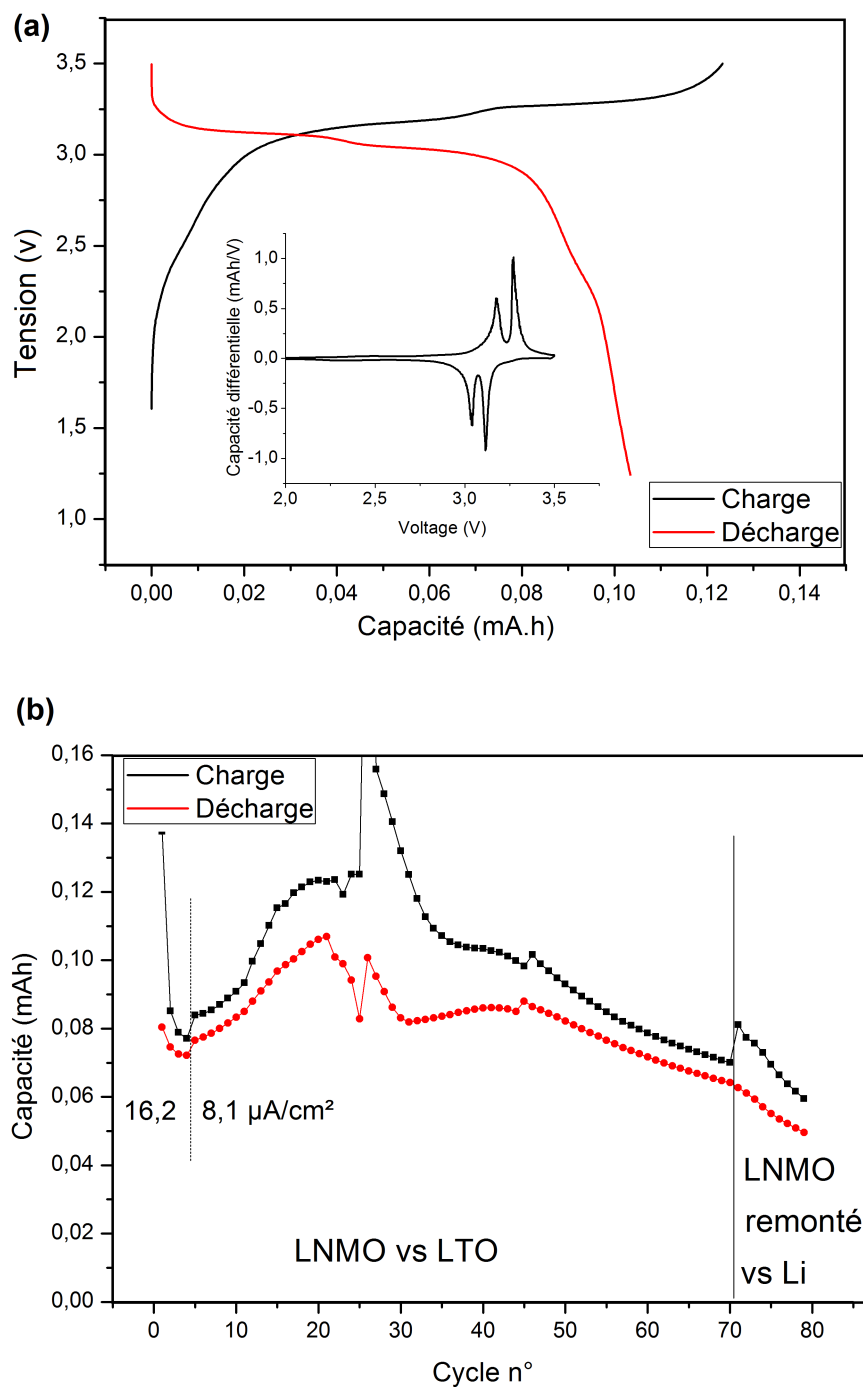 (a)
3,5
3,0
2,5
2,0
1,5
1,0
Tension (v)
0,00
0,02
0,04
0,06
0,08
0,10
0,12
0,14
Capacité (mA.h)
1,0
0,5
0,0
-0,5
-1,0
Capacité différentielle (mAh/V)
2,0
2,5
3,0
3,5
Voltage (V)
Charge
Décharge
(b)
0,16
0,14
0,12
0,10
0,08
0,06
0,04
0,02
0,00
Capacité (mAh)
Charge
Décharge
16,2
8,1 µA/cm²
LNMO vs LTO
LNMO
remonté
vs Li
0
10
20
30
40
50
60
70
80
Cycle n°